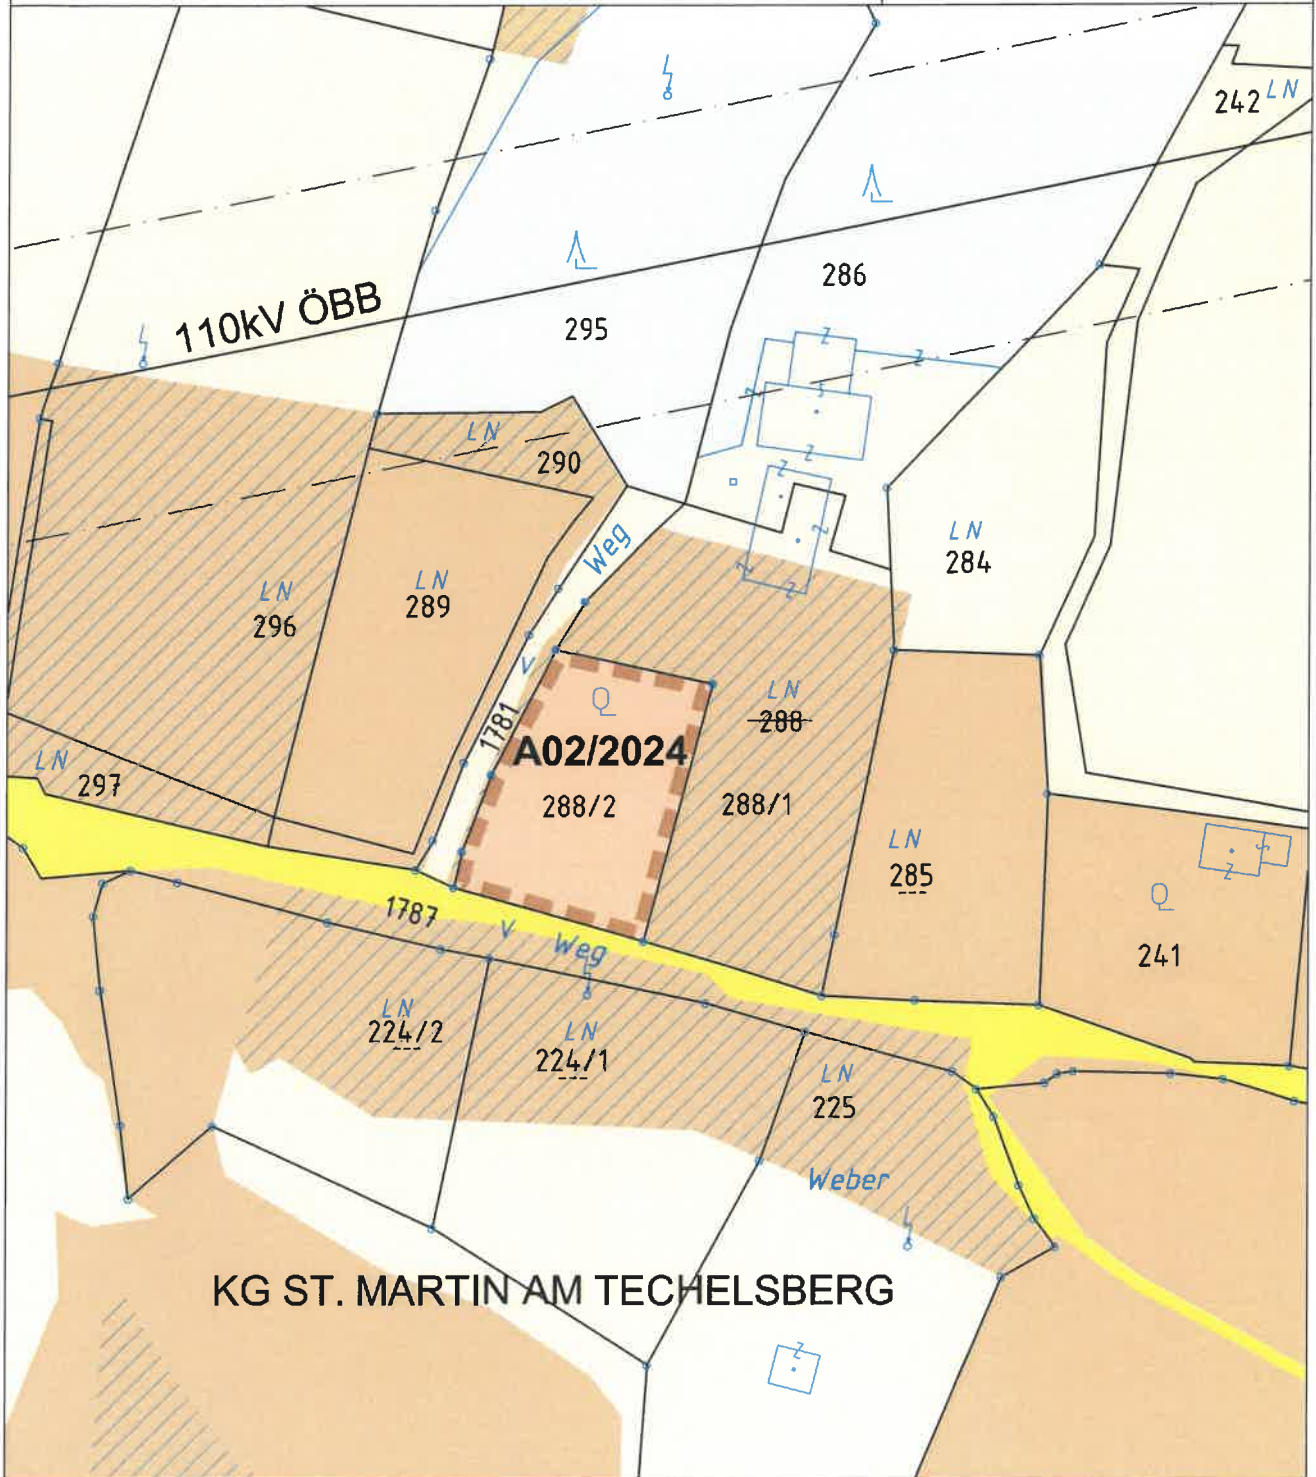 242 LN
286
110kV ÖBB
295
LN
290
Weg
LN
284
LN
289
LN
296
V
LN
288
1781
A02/2024
LN
297
288/2
288/1
LN
285
1787
V Weg
241
LN
224/2
LN
224/1
LN
225
Weber
KG ST. MARTIN AM TECHELSBERG